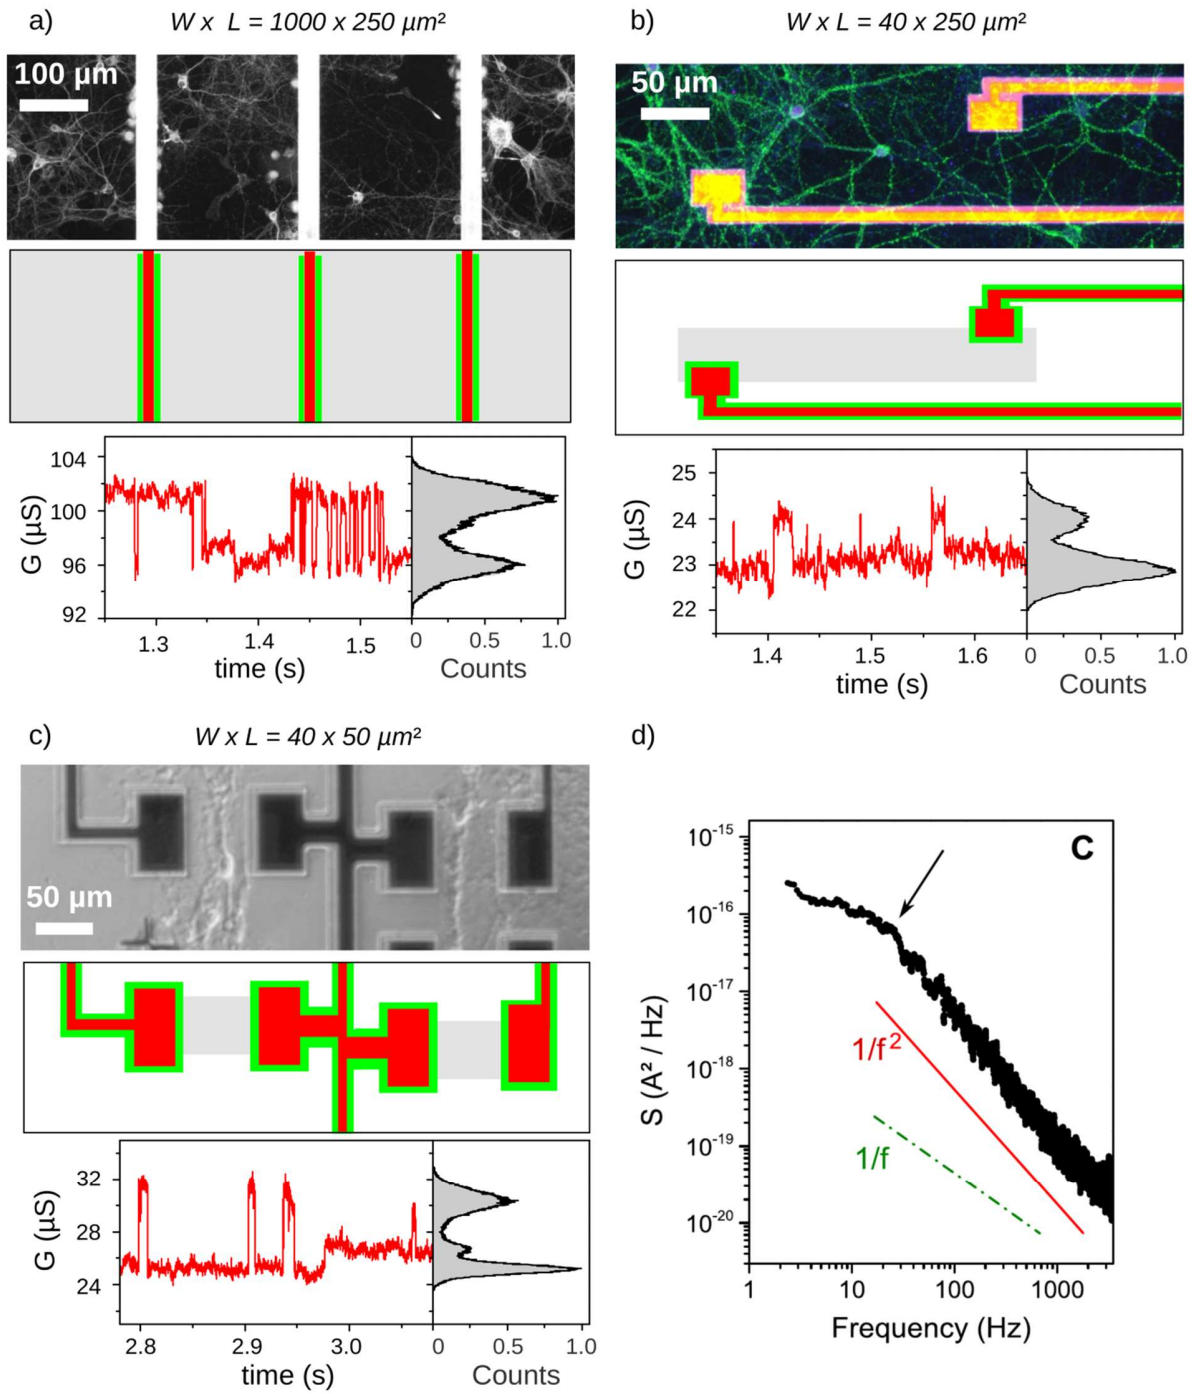 a)
W x L = 1000 x 250 µm²
100 µm
104
100
96
92
G (µS)
1.3
1.4
1.5
time (s)
0
0.5
1.0
Counts
b)
W x L = 40 x 250 µm²
50 µm
25
24
23
22
G (µS)
1.4
1.5
1.6
time (s)
0
0.5
1.0
Counts
c)
W x L = 40 x 50 µm²
50 µm
32
28
24
G (µS)
2.8
2.9
3.0
time (s)
0
0.5
1.0
Counts
d)
C
10⁻¹⁵
10⁻¹⁶
10⁻¹⁷
10⁻¹⁸
10⁻¹⁹
10⁻²⁰
S (A² / Hz)
1/f²
1/f
1
10
100
1000
Frequency (Hz)